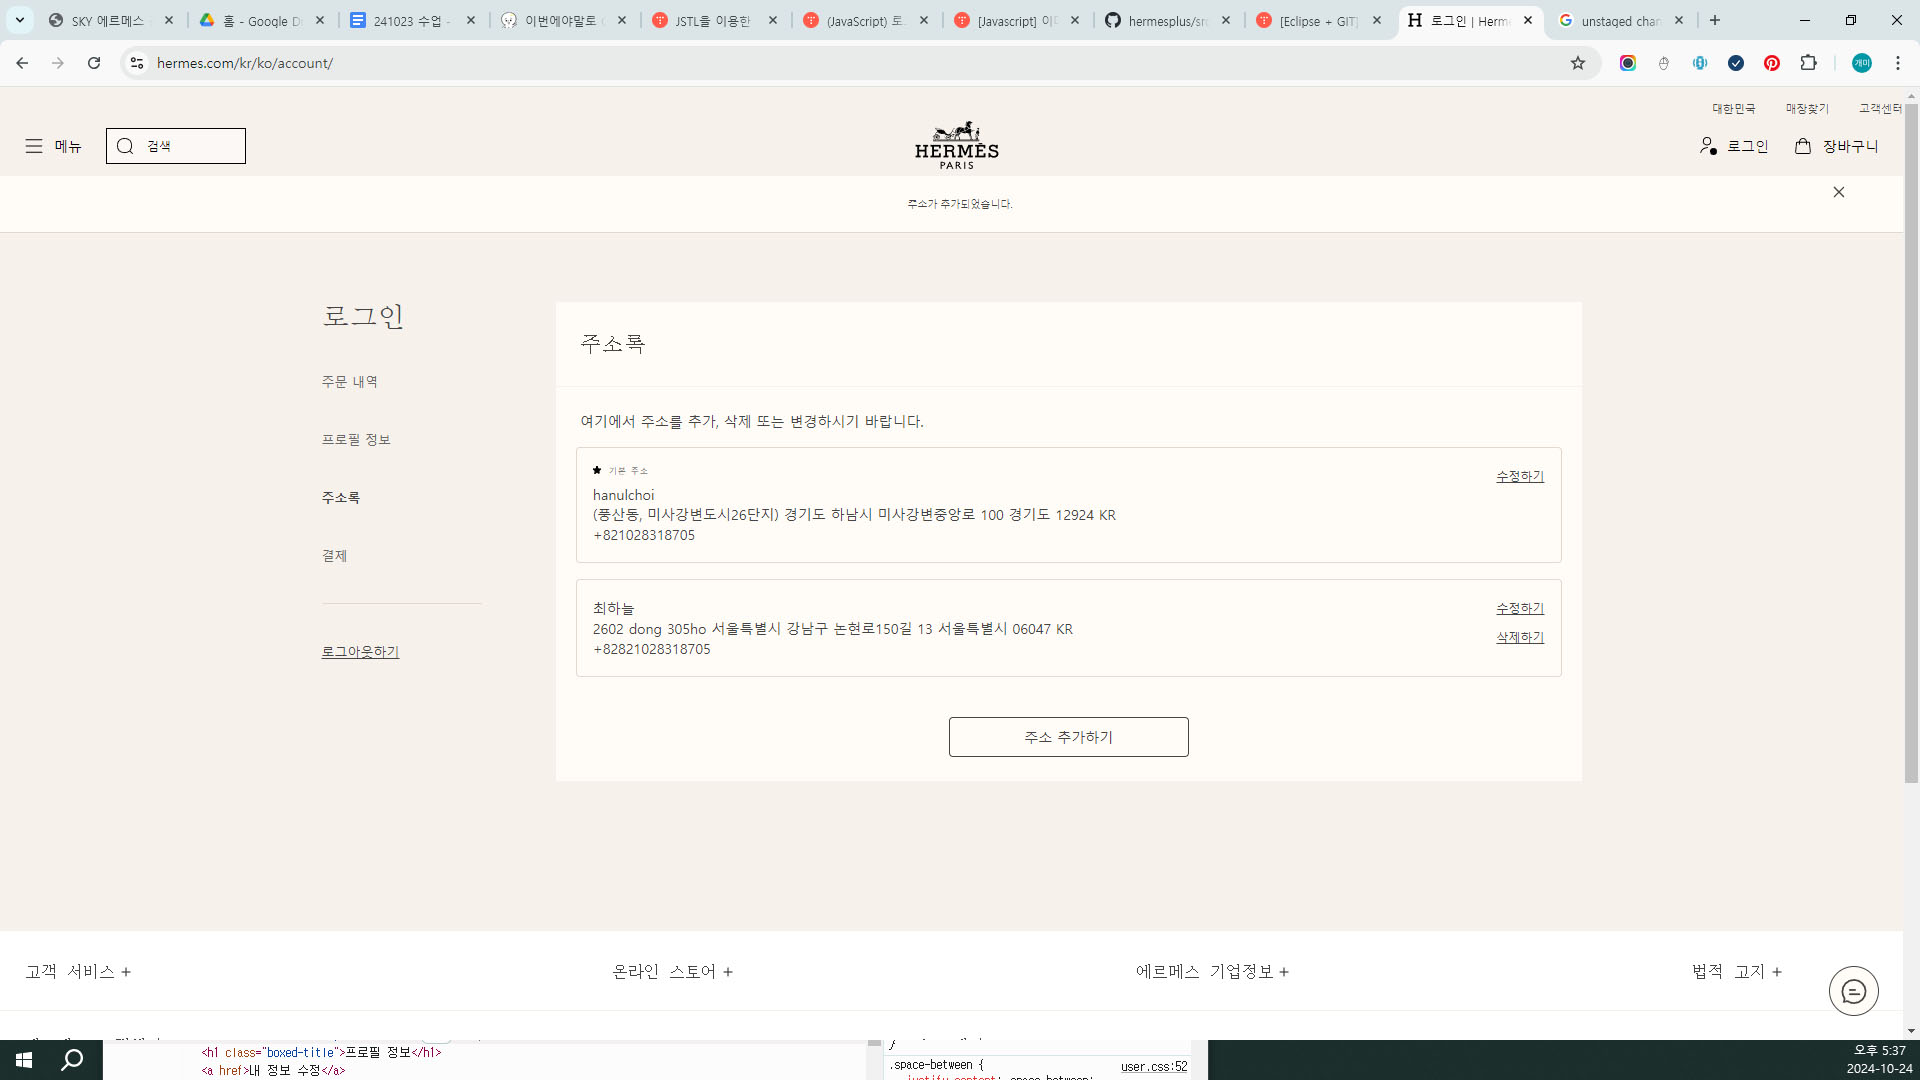 SKY 에르메스
홈 - Google D
241023 수업 -
이번에야말로
JSTL을 이용한
(JavaScript) 로
[Javascript] 이
hermesplus/src
[Eclipse + GIT]
로그인 | Herm
unstaged chan
hermes.com/kr/ko/account/
개미
대한민국
매장찾기
고객센터
메뉴
검색
HERMÈS
PARIS
로그인
장바구니
주소가 추가되었습니다.
로그인
주문 내역
프로필 정보
주소록
결제
로그아웃하기
주소록
여기에서 주소를 추가, 삭제 또는 변경하시기 바랍니다.
기본 주소
수정하기
hanulchoi
(풍산동, 미사강변도시26단지) 경기도 하남시 미사강변중앙로 100 경기도 12924 KR
+821028318705
최하늘
수정하기
2602 dong 305ho 서울특별시 강남구 논현로150길 13 서울특별시 06047 KR
삭제하기
+82821028318705
주소 추가하기
고객 서비스 +
온라인 스토어 +
에르메스 기업정보 +
법적 고지 +
<h1 class="boxed-title">프로필 정보</h1>
<a href>내 정보 수정</a>
}
.space-between {
user.css:52
justify-content: space-between;
오후 5:37
2024-10-24